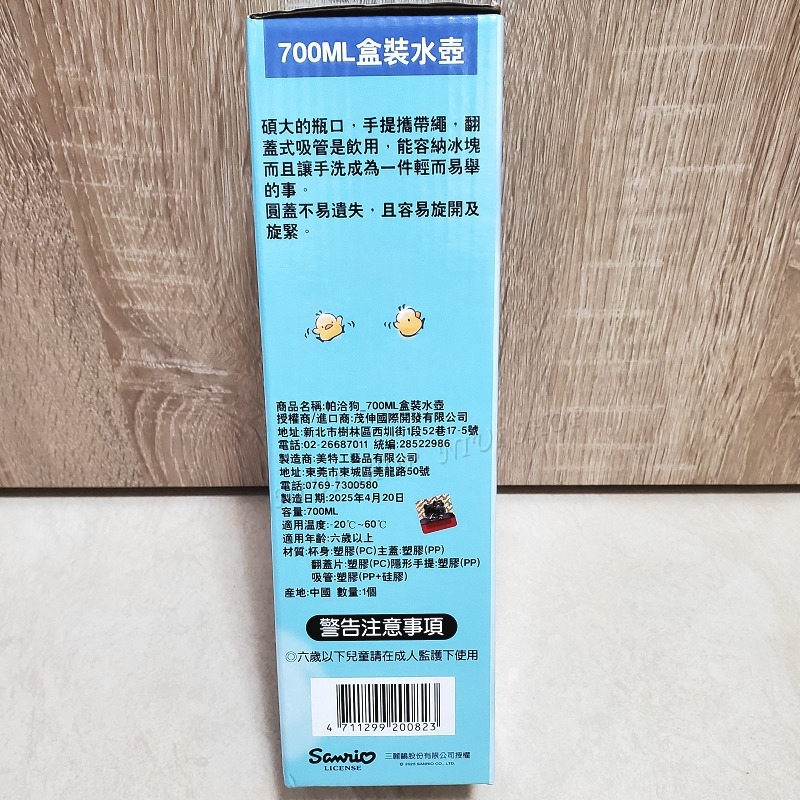 700ML盒裝水壺
碩大的瓶口，手提攜帶繩，翻
蓋式吸管是飲用，能容納冰塊
而且讓手洗成為一件輕而易舉
的事。
圓蓋不易遺失，且容易旋開及
旋緊。
商品名稱:帕洽狗_700ML盒裝水壺
授權商/進口商:茂伸國際開發有限公司
地址:新北市樹林區西圳街1段52巷17-5號
電話:02-26687011 統編:28522986
製造商:美特工藝品有限公司
地址:東莞市東城區莞龍路50號
電話:0769-7300580
製造日期:2025年4月20日
容量:700ML
適用溫度:-20℃~60℃
適用年齡:六歲以上
材質:杯身:塑膠(PC)主蓋:塑膠(PP)
翻蓋片:塑膠(PC)隱形手提:塑膠(PP)
吸管:塑膠(PP+硅膠)
産地:中國 數量:1個
警告注意事項
◎六歲以下兒童請在成人監護下使用
4 711299 200823
Sanrio
LICENSE
三麗鷗股份有限公司授權
© 2025 SANRIO CO., LTD.